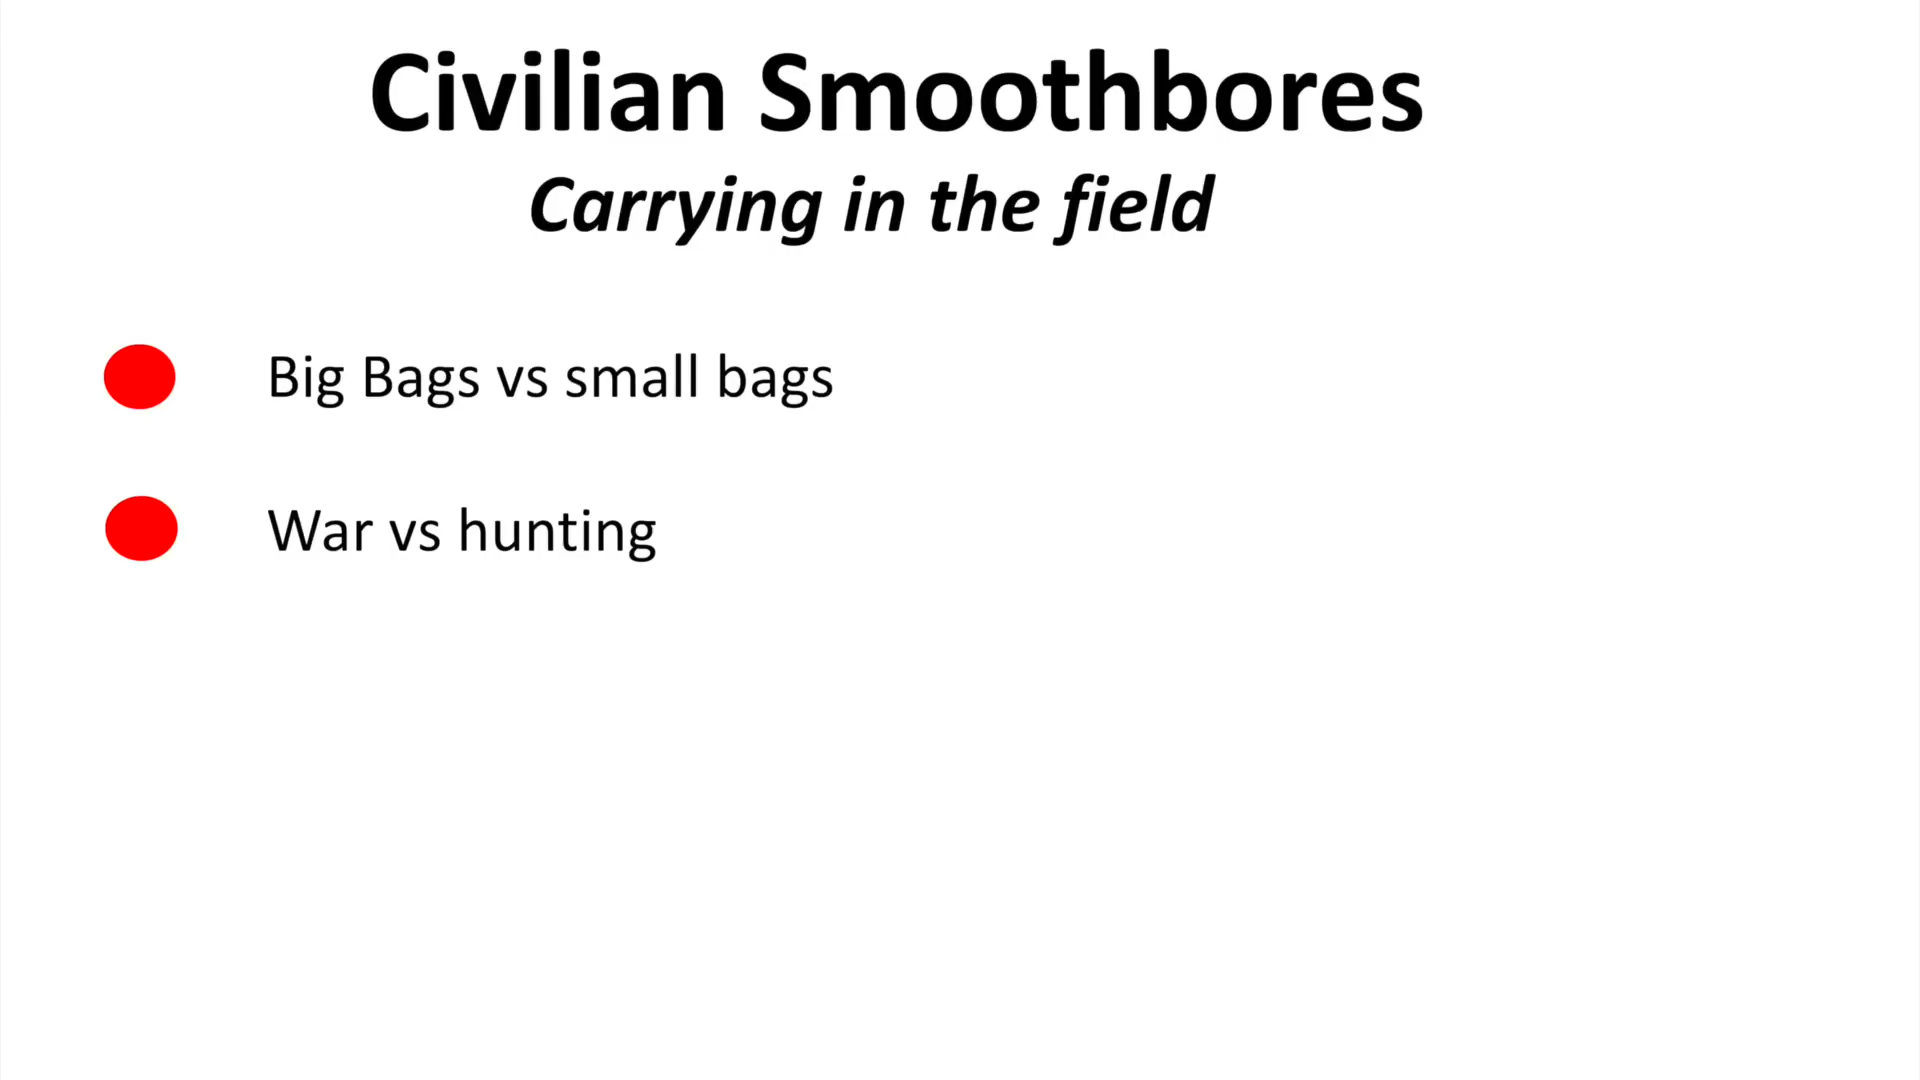 Civilian Smoothbores
Carrying in the field
Big Bags vs small bags
War vs hunting